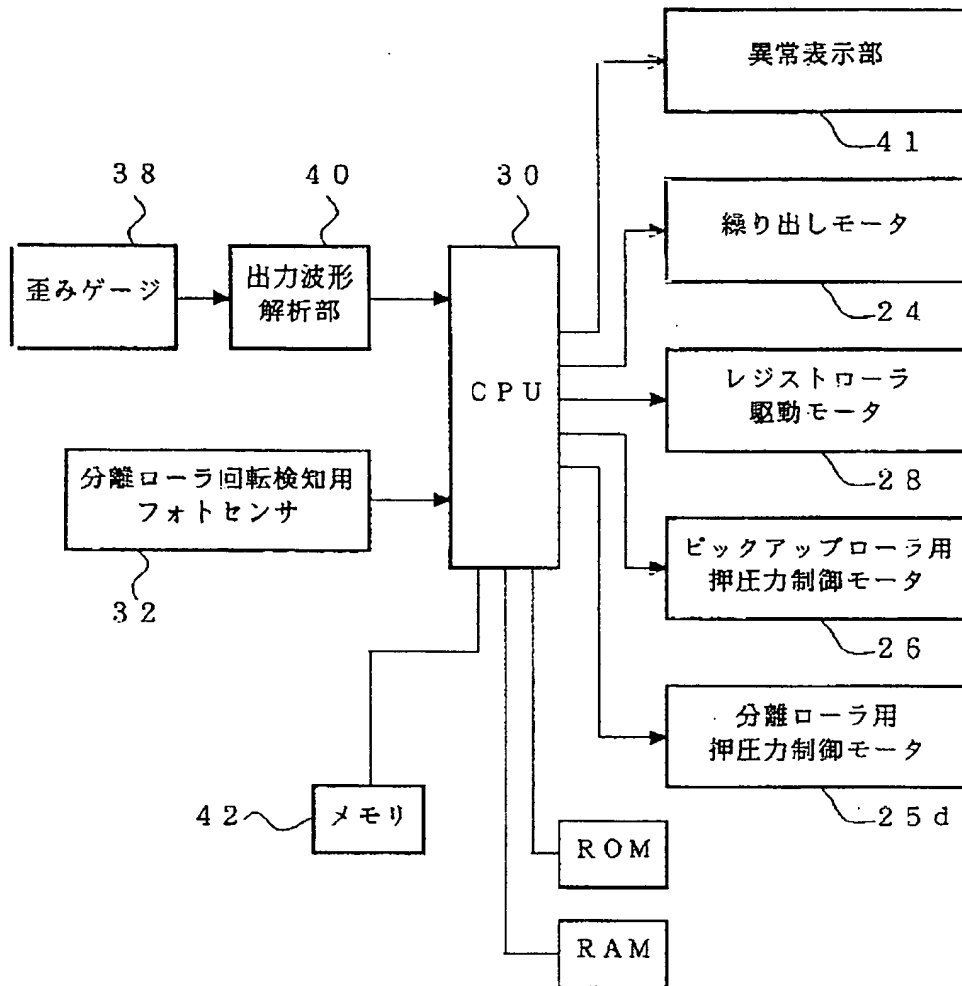 異常表示部
41
38
40
30
繰り出しモータ
歪みゲージ
出力波形
解析部
24
CPU
レジストローラ
駆動モータ
28
分離ローラ回転検知用
フォトセンサ
32
ピックアップローラ用
押圧力制御モータ
26
分離ローラ用
押圧力制御モータ
25d
42
メモリ
ROM
RAM